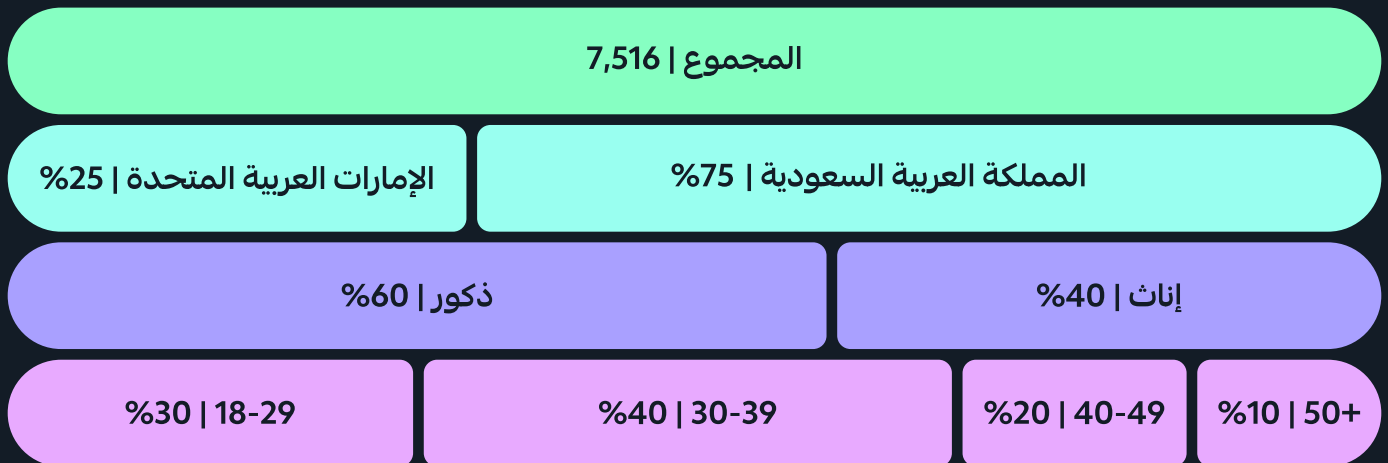 المجموع | 7,516
المملكة العربية السعودية | 75%
الإمارات العربية المتحدة | 25%
إناث | 40%
ذكور | 60%
50+ | 10%
40-49 | 20%
30-39 | 40%
18-29 | 30%